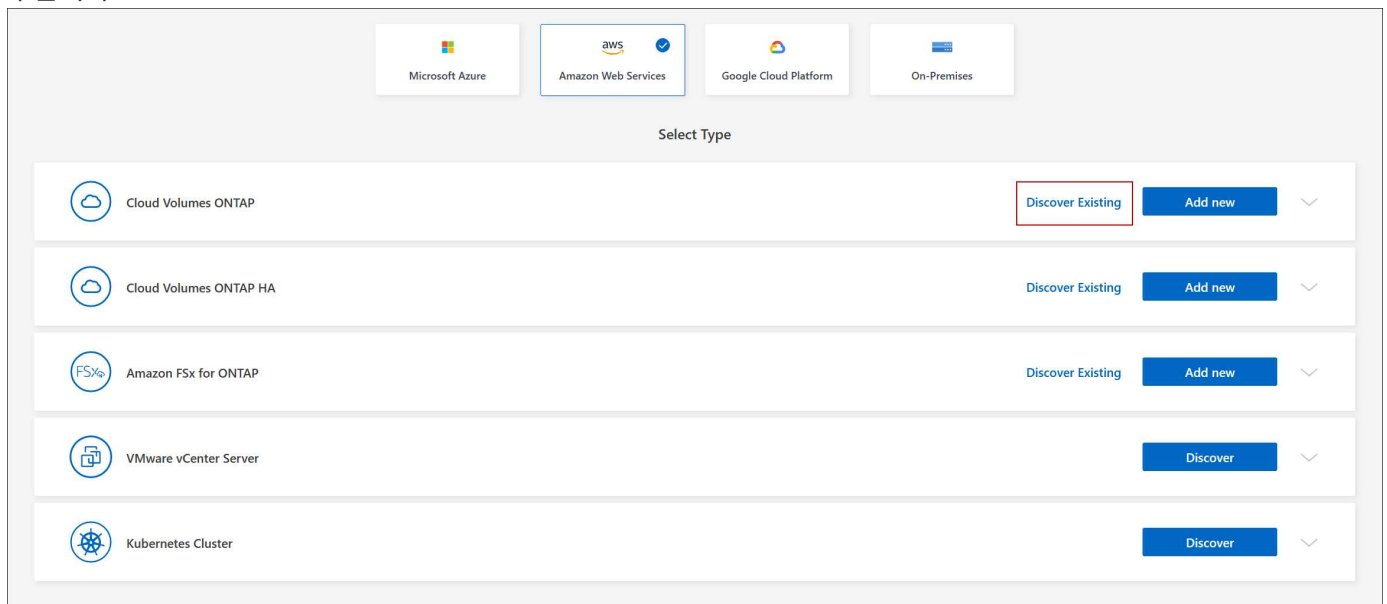 aws
Microsoft Azure
Amazon Web Services
Google Cloud Platform
On-Premises
Select Type
Cloud Volumes ONTAP
Discover Existing
Add new
Cloud Volumes ONTAP HA
Discover Existing
Add new
FSx
Amazon FSx for ONTAP
Discover Existing
Add new
VMware vCenter Server
Discover
Kubernetes Cluster
Discover